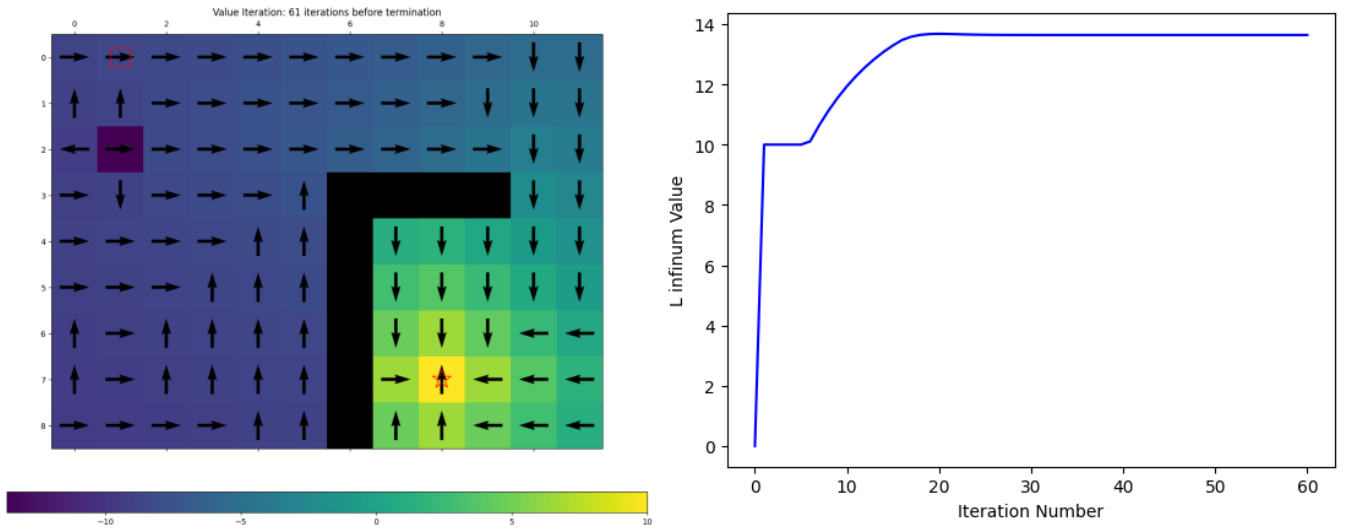 Value Iteration: 61 iterations before termination
0 2 4 6 8 10
0
1
2
3
4
5
6
7
8
−10 −5 0 5 10
14
12
10
8
6
4
2
0
L infinum Value
0 10 20 30 40 50 60
Iteration Number